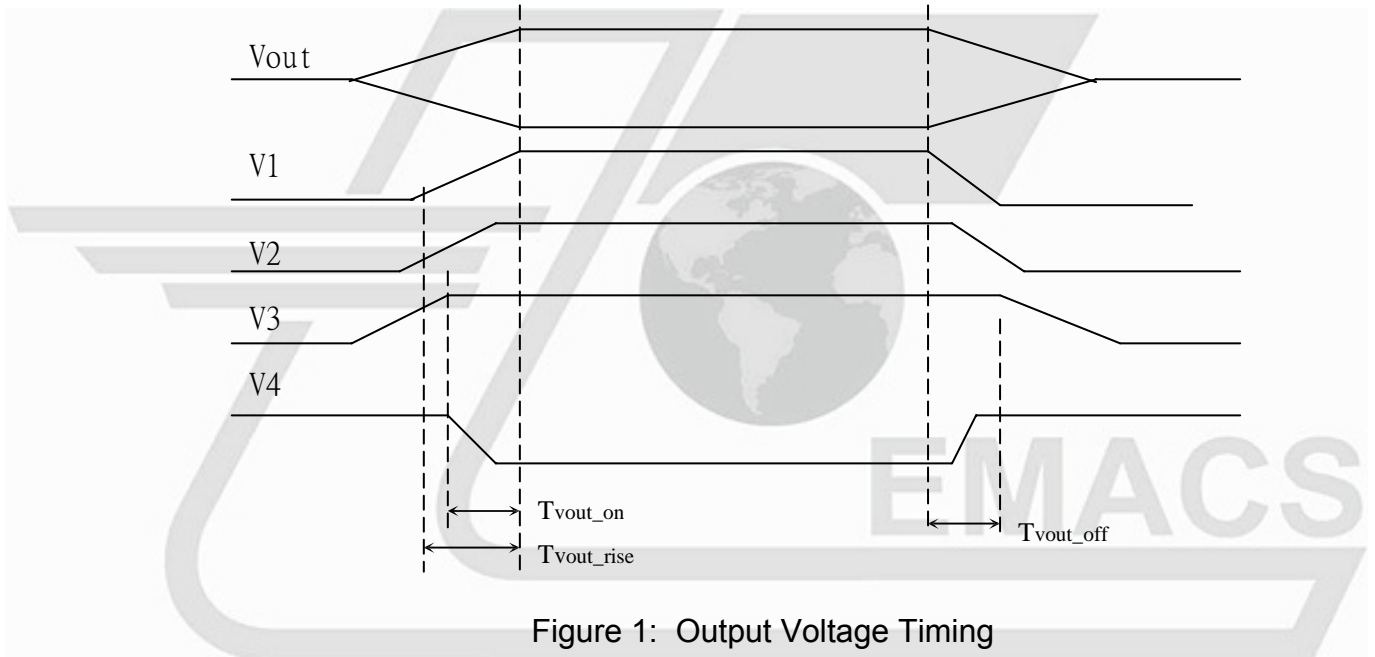 Vout
V1
V2
V3
V4
EMACS
Tvout_on
Tvout_off
Tvout_rise
Figure 1: Output Voltage Timing